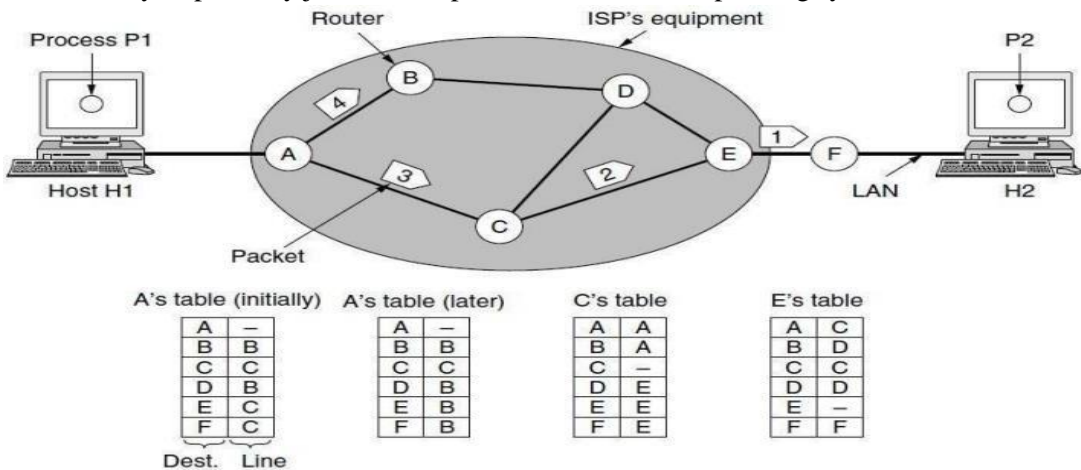 Router
ISP's equipment
Process P1
P2
B
D
4
1
A
E
F
3
2
Host H1
LAN
H2
C
Packet
A's table (initially)
A –
B B
C C
D B
E C
F C
Dest. Line
A's table (later)
A –
B B
C C
D B
E B
F B
C's table
A A
B A
C –
D E
E E
F E
E's table
A C
B D
C C
D D
E –
F F